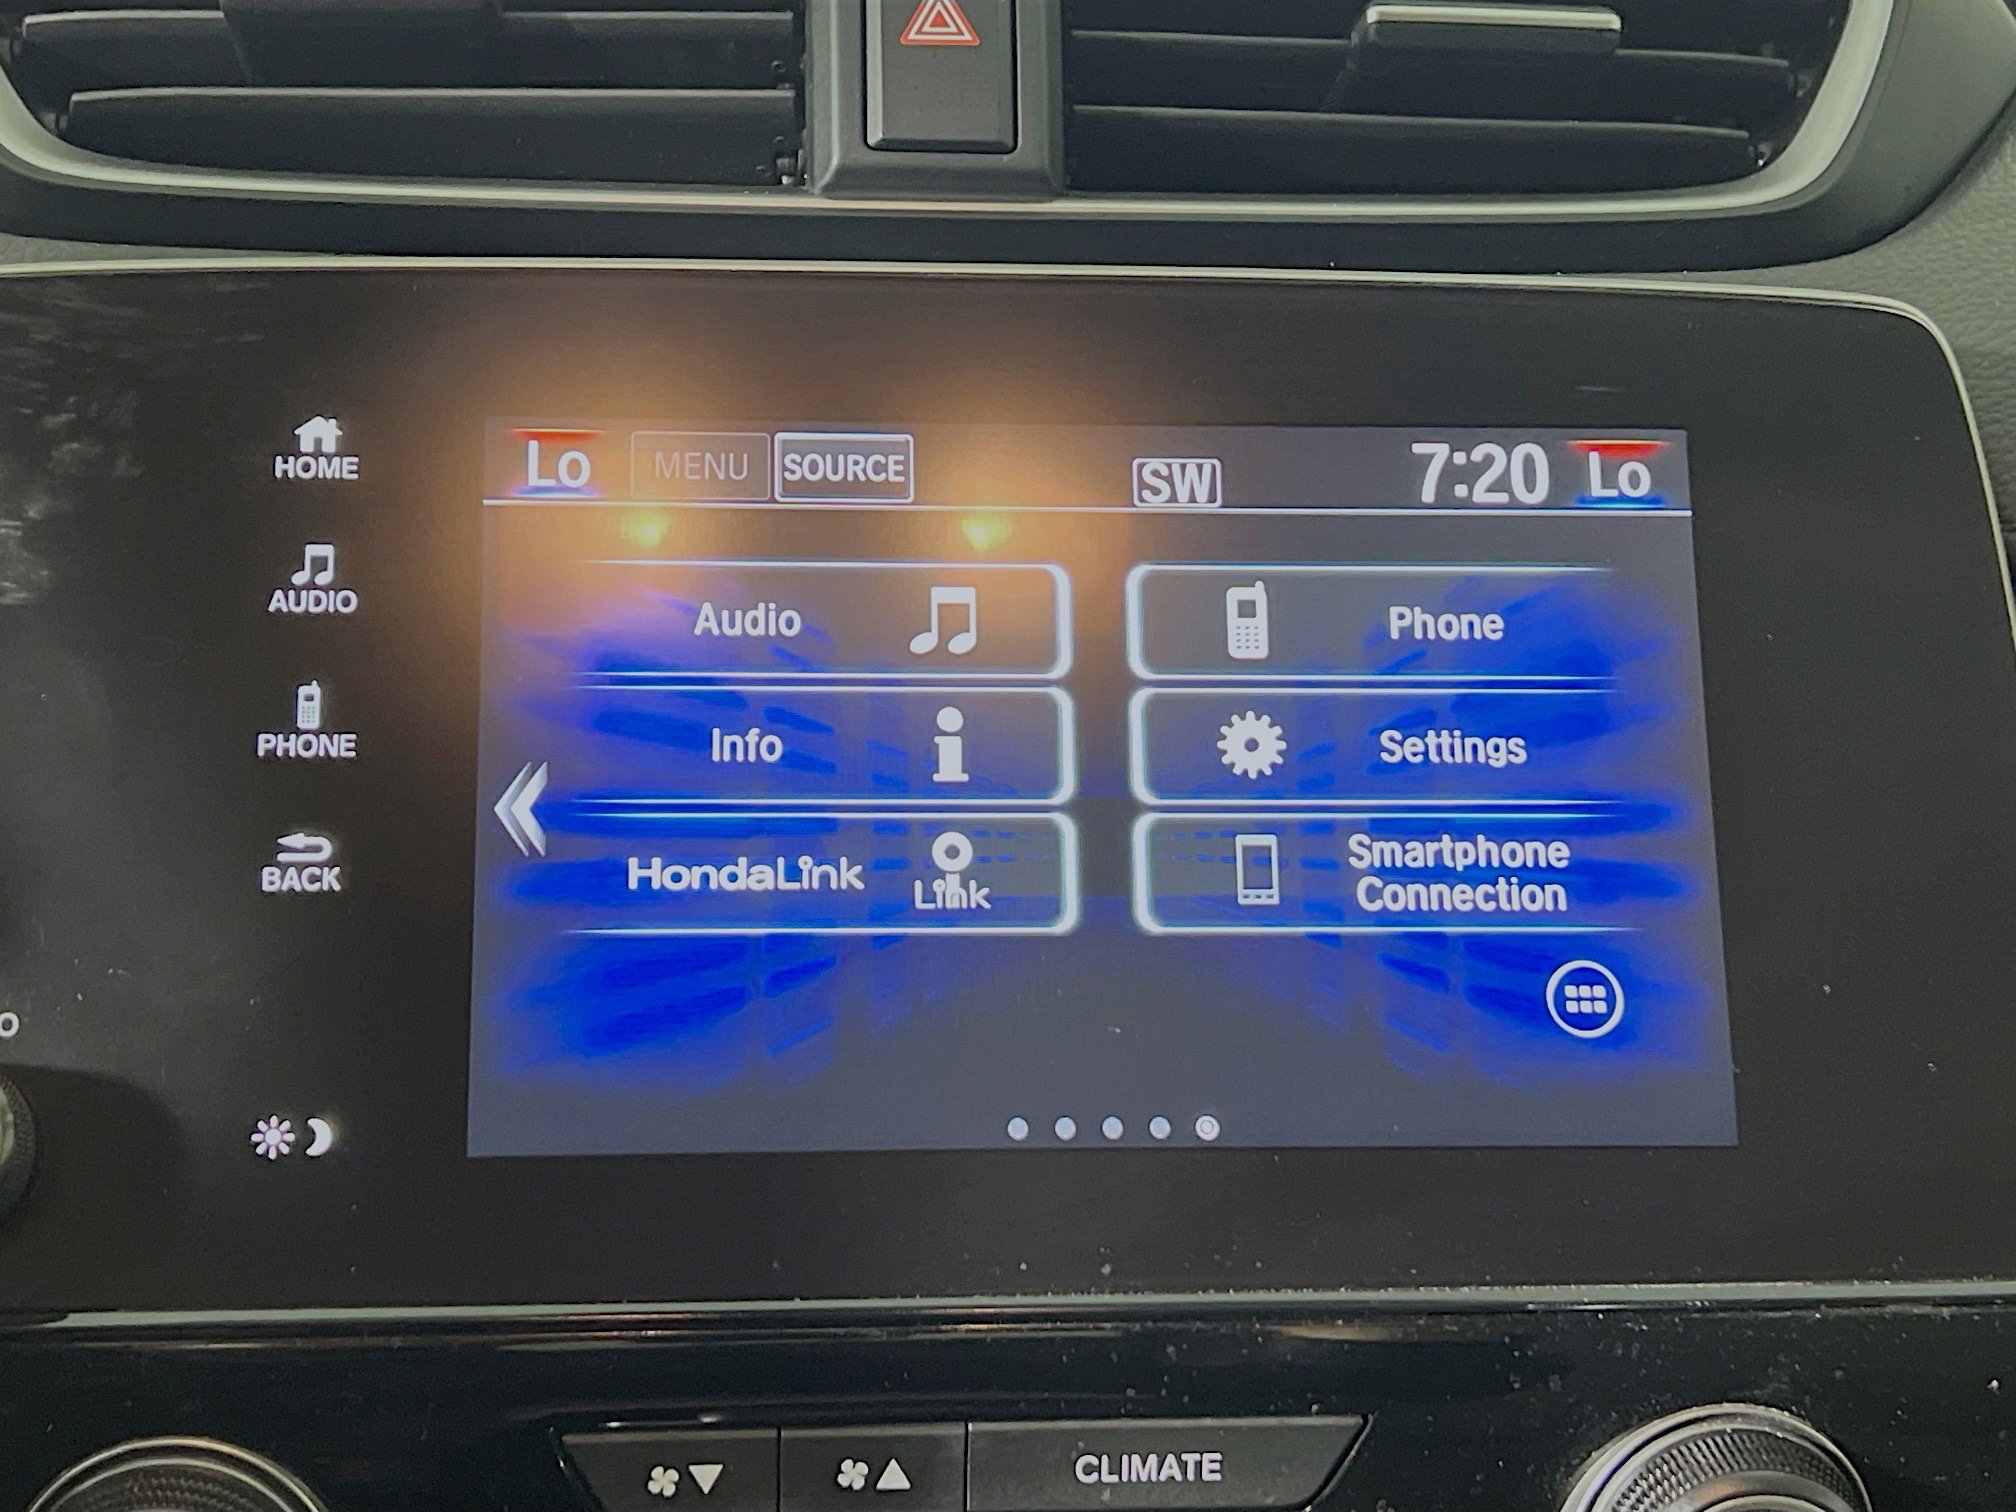 HOME
AUDIO
PHONE
BACK
Lo MENU SOURCE SW 7:20 Lo
Audio
Phone
Info
Settings
HondaLink Link
Smartphone
Connection
CLIMATE